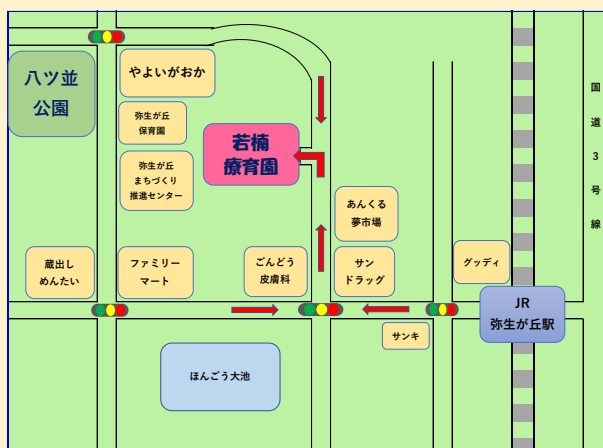 八ツ並
公園
やよいがおか
弥生が丘
保育園
弥生が丘
まちづくり
推進センター
若楠
療育園
国道3号線
あんくる
夢市場
蔵出し
めんたい
ファミリー
マート
ごんどう
皮膚科
サン
ドラッグ
グッディ
JR
弥生が丘駅
サンキ
ほんごう大池